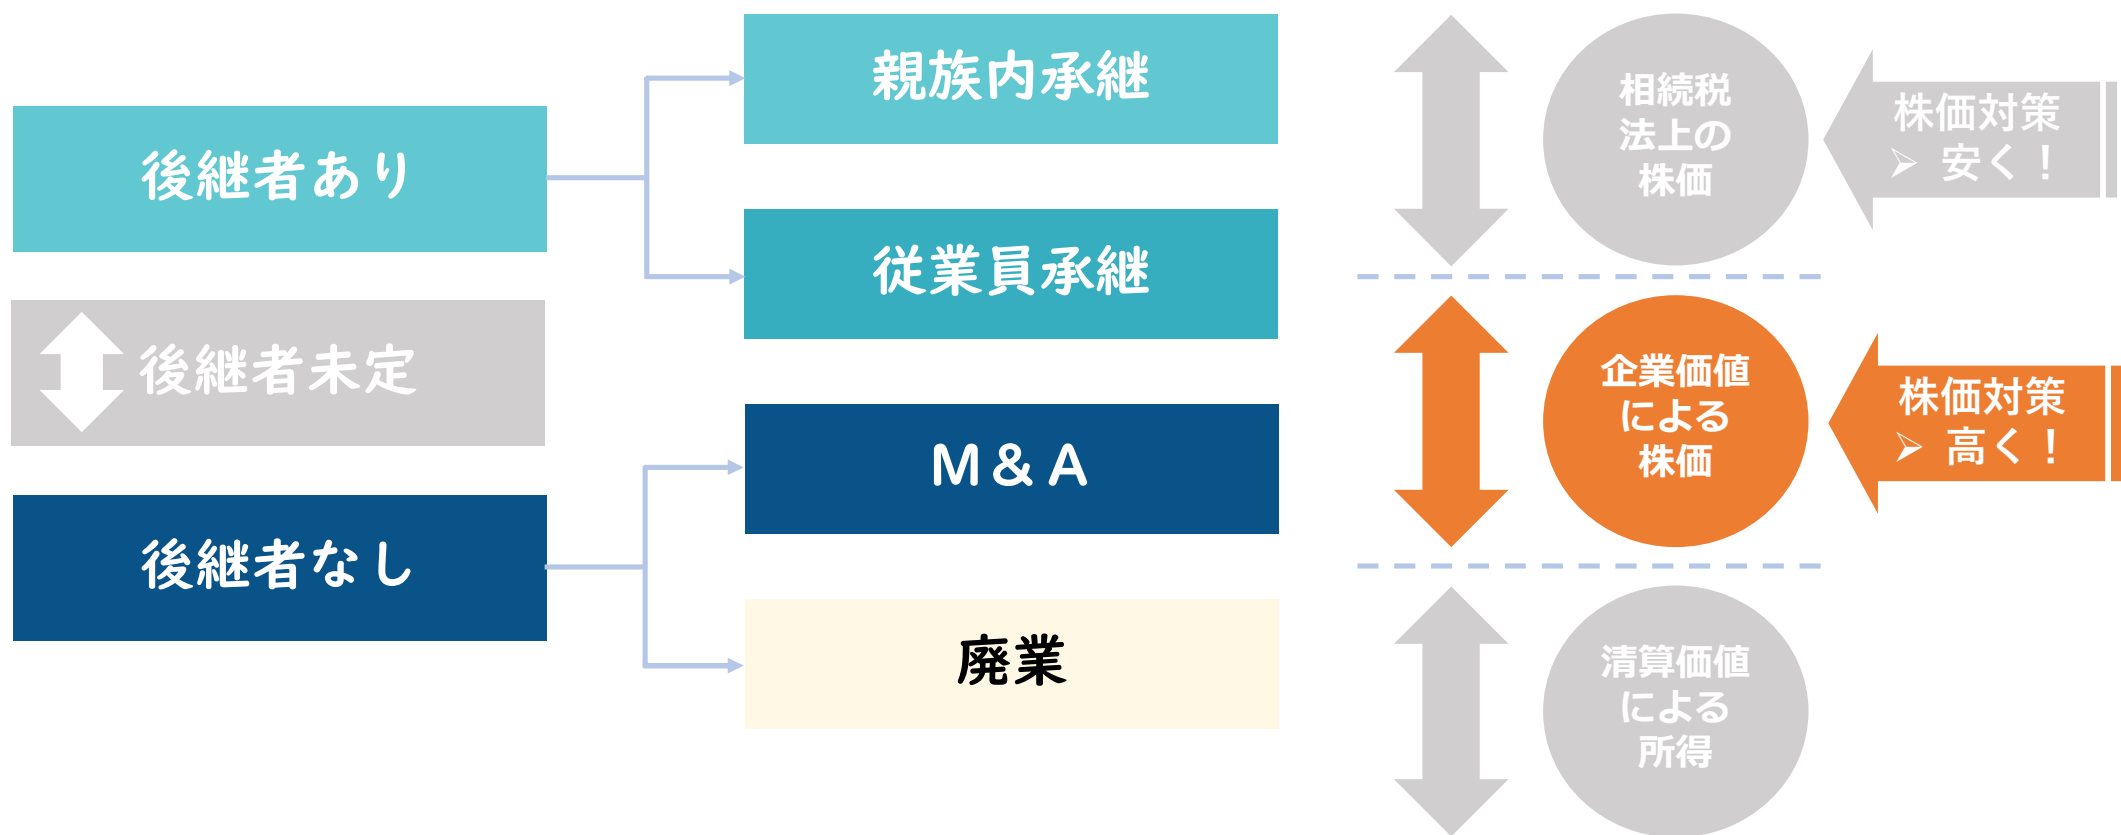 後継者あり
後継者未定
後継者なし
親族内承継
従業員承継
Ｍ＆Ａ
廃業
相続税
法上の
株価
株価対策
➢ 安く！
企業価値
による
株価
株価対策
➢ 高く！
清算価値
による
所得